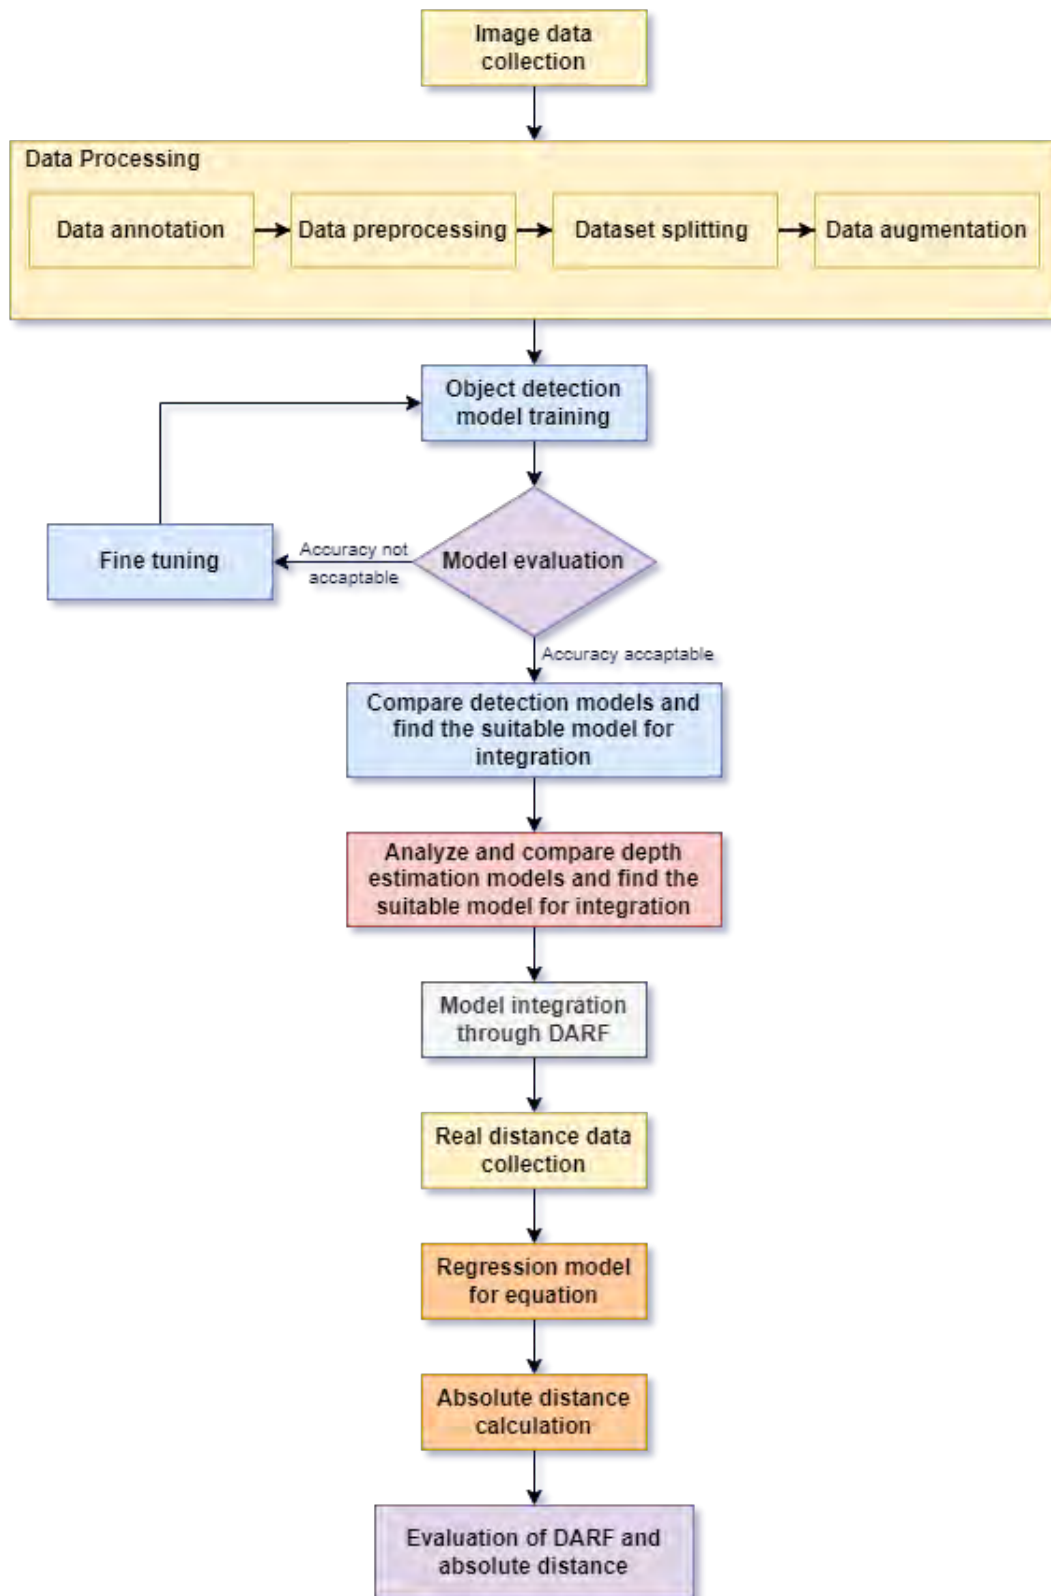 Image data
collection
Data Processing
Data annotation
Data preprocessing
Dataset splitting
Data augmentation
Object detection
model training
Fine tuning
Accuracy not
accaptable
Model evaluation
Accuracy accaptable
Compare detection models and
find the suitable model for
integration
Analyze and compare depth
estimation models and find the
suitable model for integration
Model integration
through DARF
Real distance data
collection
Regression model
for equation
Absolute distance
calculation
Evaluation of DARF and
absolute distance